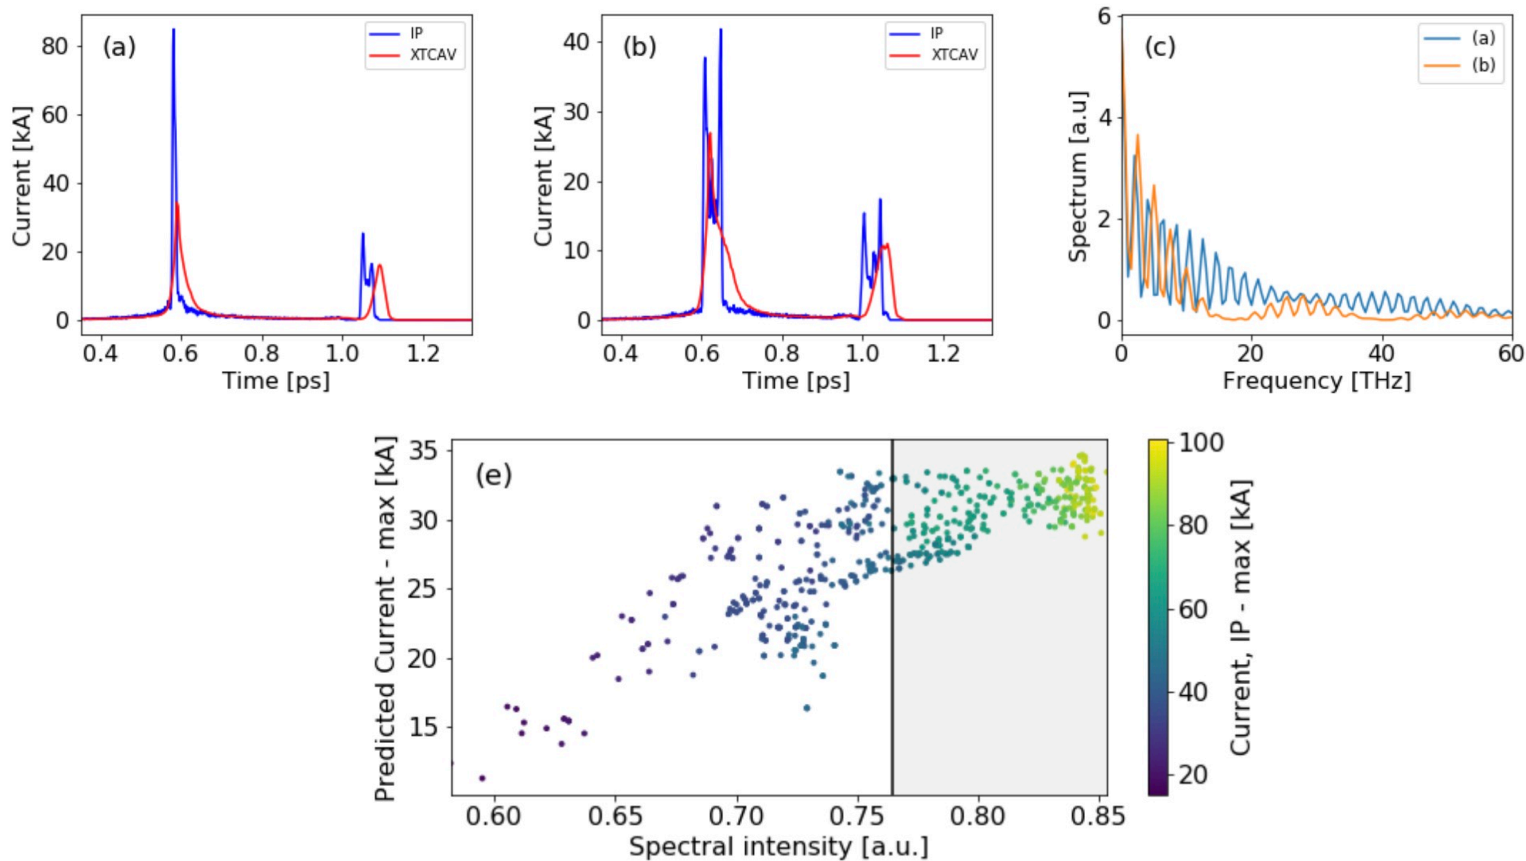 (a)
IP
XTCAV
80
60
40
20
0
Current [kA]
0.4 0.6 0.8 1.0 1.2
Time [ps]
(b)
IP
XTCAV
40
30
20
10
0
Current [kA]
0.4 0.6 0.8 1.0 1.2
Time [ps]
(c)
(a)
(b)
6
4
2
0
Spectrum [a.u]
0 20 40 60
Frequency [THz]
(e)
35
30
25
20
15
Predicted Current - max [kA]
0.60 0.65 0.70 0.75 0.80 0.85
Spectral intensity [a.u.]
100
80
60
40
20
Current, IP - max [kA]